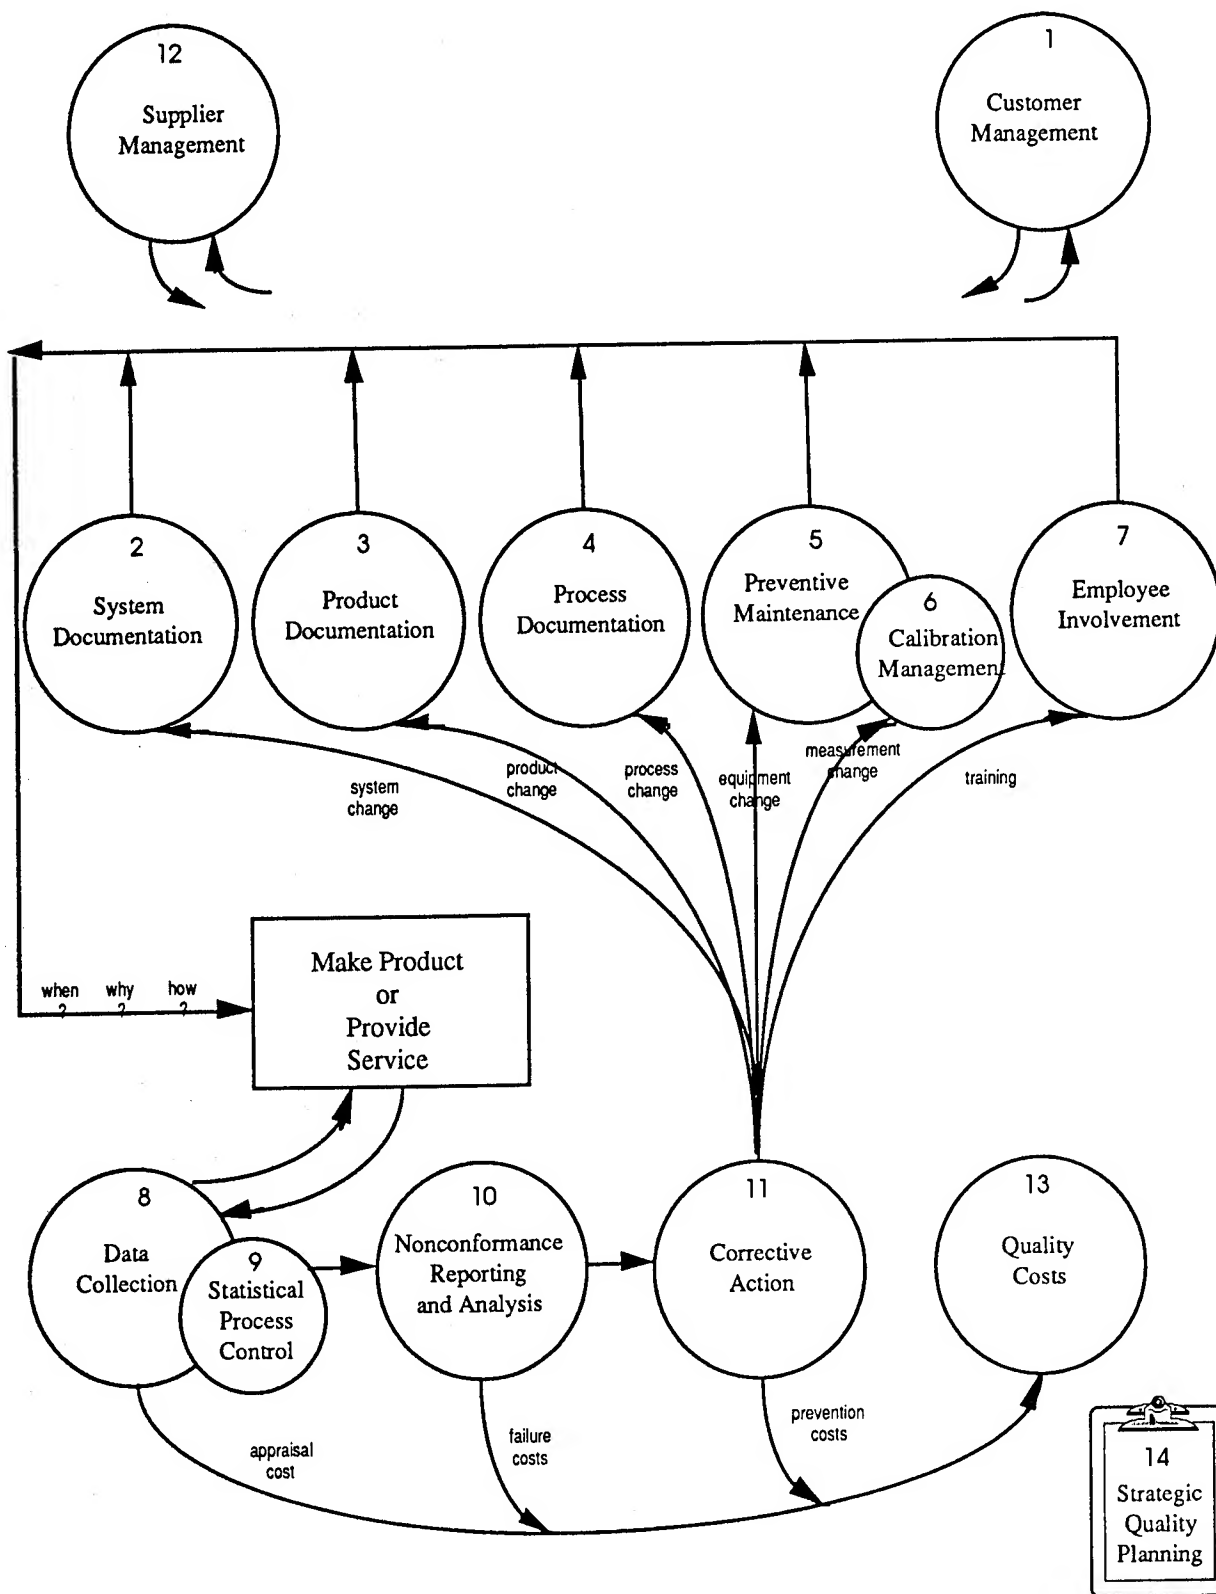 12
Supplier
Management
1
Customer
Management
2
System
Documentation
3
Product
Documentation
4
Process
Documentation
5
Preventive
Maintenance
6
Calibration
Management
7
Employee
Involvement
system
change
product
change
process
change
equipment
change
measurement
change
training
Make Product
or
Provide
Service
when why how
? ? ?
8
Data
Collection
9
Statistical
Process
Control
10
Nonconformance
Reporting
and Analysis
11
Corrective
Action
13
Quality
Costs
appraisal
cost
failure
costs
prevention
costs
14
Strategic
Quality
Planning